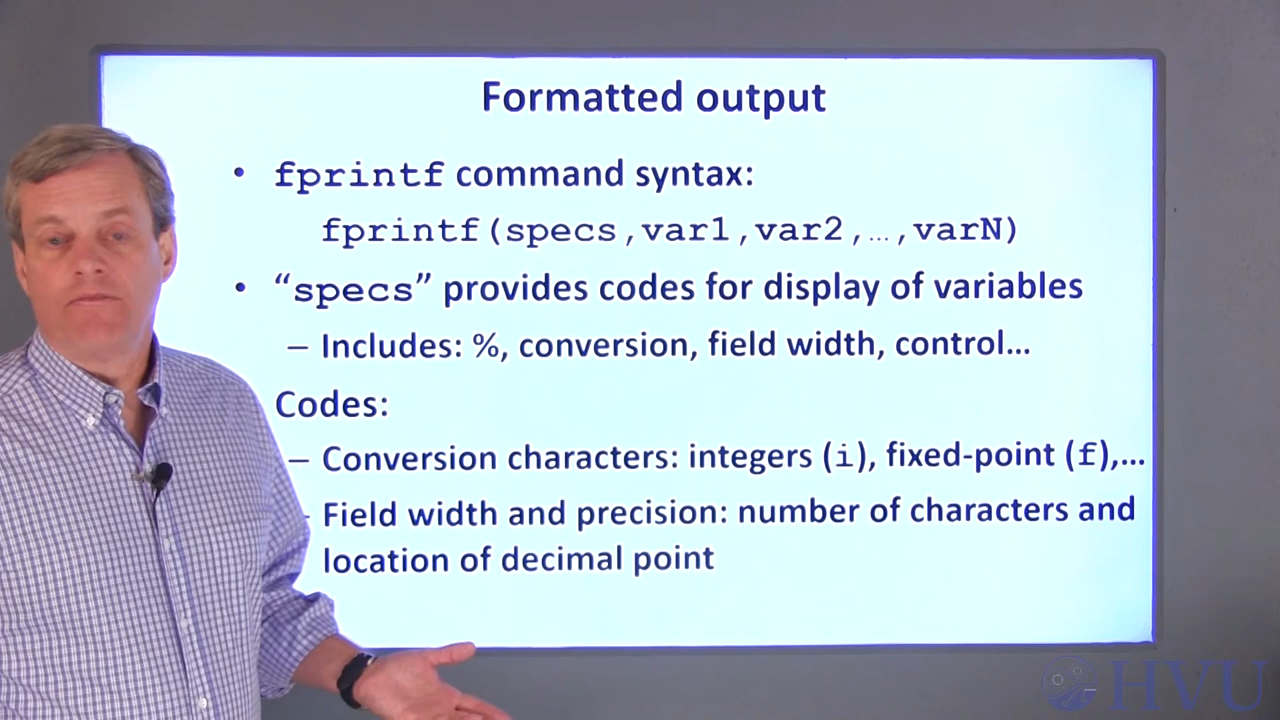 Formatted output
• fprintf command syntax:
fprintf(specs,var1,var2,…,varN)
• “specs” provides codes for display of variables
– Includes: %, conversion, field width, control…
Codes:
– Conversion characters: integers (i), fixed-point (f),…
- Field width and precision: number of characters and
location of decimal point
HVU